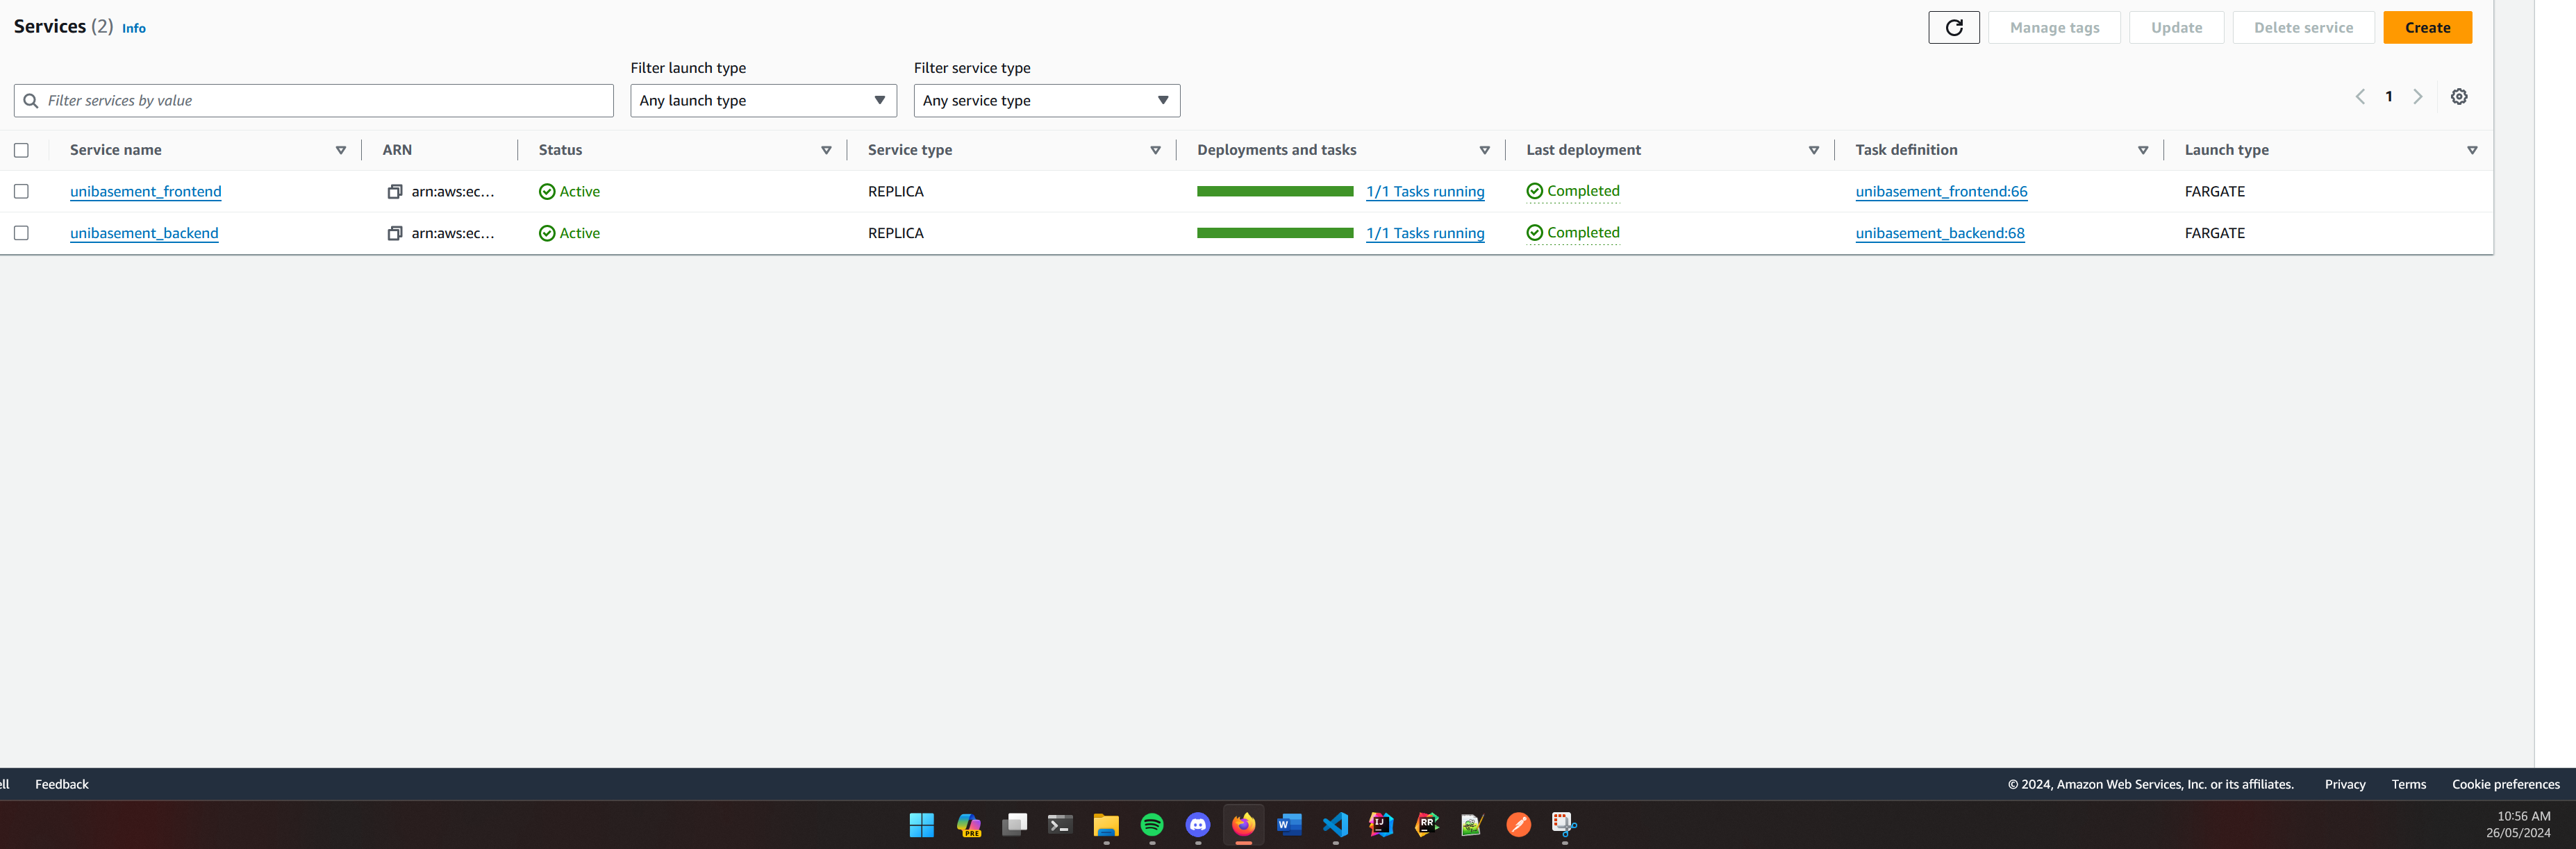 Services (2) Info
Manage tags
Update
Delete service
Create
Filter launch type
Filter service type
Filter services by value
Any launch type
Any service type
1
Service name ARN Status Service type Deployments and tasks Last deployment Task definition Launch type
unibasement_frontend arn:aws:ec... Active REPLICA 1/1 Tasks running Completed unibasement_frontend:66 FARGATE
unibasement_backend arn:aws:ec... Active REPLICA 1/1 Tasks running Completed unibasement_backend:68 FARGATE
ell Feedback © 2024, Amazon Web Services, Inc. or its affiliates. Privacy Terms Cookie preferences
PRE
W
IJ
RR
10:56 AM
26/05/2024